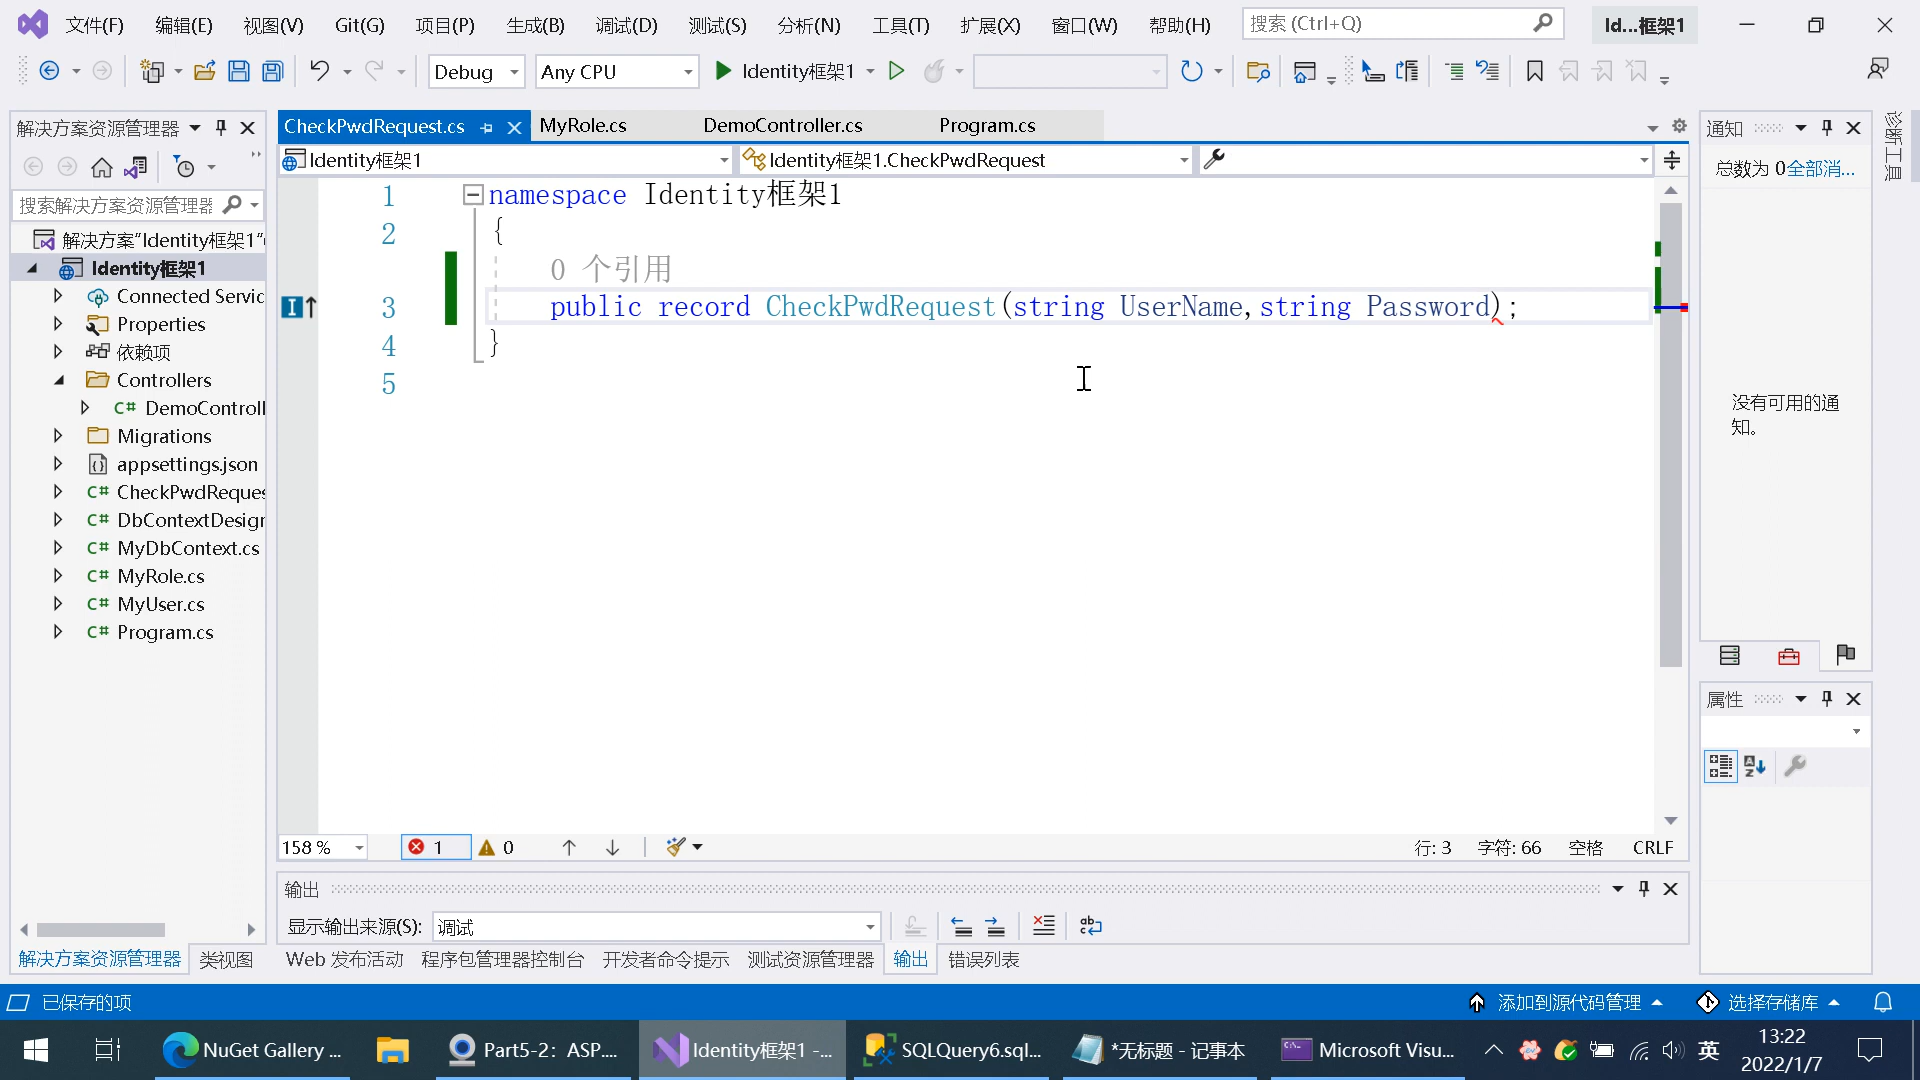 文件(F) 编辑(E) 视图(V) Git(G) 项目(P) 生成(B) 调试(D) 测试(S) 分析(N) 工具(T) 扩展(X) 窗口(W) 帮助(H) 搜索 (Ctrl+Q) Id...框架1
Debug Any CPU Identity框架1
解决方案资源管理器
CheckPwdRequest.cs MyRole.cs DemoController.cs Program.cs
Identity框架1 Identity框架1.CheckPwdRequest
搜索解决方案资源管理器
解决方案"Identity框架1"
Identity框架1
Connected Servic
Properties
依赖项
Controllers
C# DemoControll
Migrations
appsettings.json
C# CheckPwdReques
C# DbContextDesign
C# MyDbContext.cs
C# MyRole.cs
C# MyUser.cs
C# Program.cs
解决方案资源管理器 类视图
1 namespace Identity框架1
2 {
0 个引用
3 public record CheckPwdRequest(string UserName,string Password);
4 }
5
158 % 1 0 行: 3 字符: 66 空格 CRLF
输出
显示输出来源(S): 调试
Web 发布活动 程序包管理器控制台 开发者命令提示 测试资源管理器 输出 错误列表
通知
总数为 0 全部消...
没有可用的通
知。
属性
诊断工具
已保存的项 添加到源代码管理 选择存储库
NuGet Gallery ... Part5-2：ASP.... Identity框架1 -... SQLQuery6.sql... *无标题 - 记事本 Microsoft Visu... 英 13:22
2022/1/7